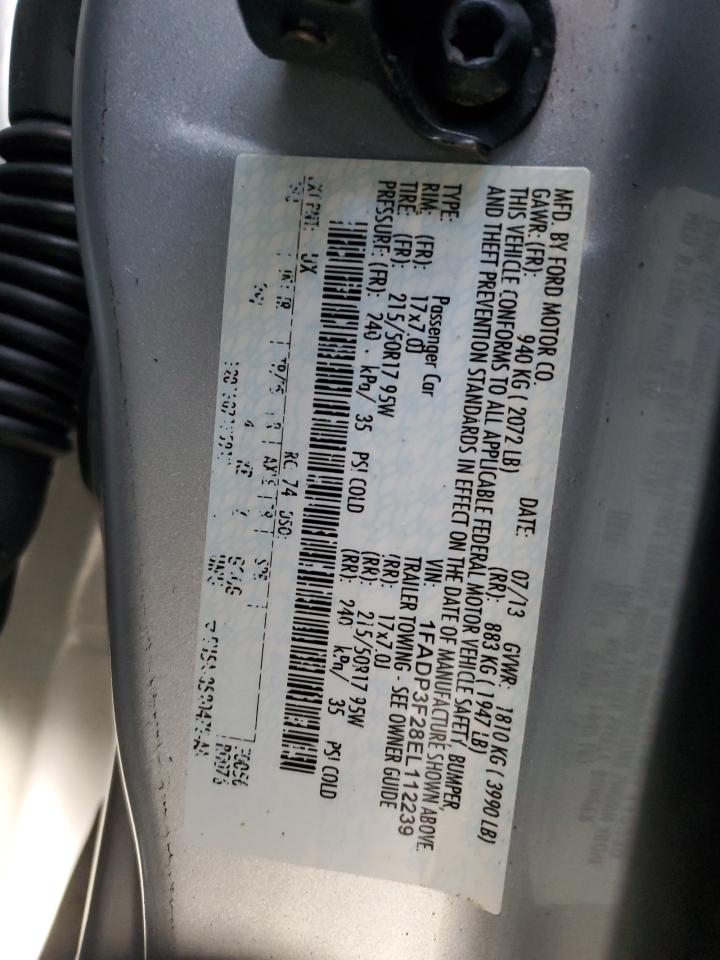 MFD. BY FORD MOTOR CO. DATE: 07/13 GVWR: 1810 KG ( 3990 LB)
GAWR:(FR): 940 KG ( 2072 LB) (RR): 883 KG ( 1947 LB)
THIS VEHICLE CONFORMS TO ALL APPLICABLE FEDERAL MOTOR VEHICLE SAFETY, BUMPER,
AND THEFT PREVENTION STANDARDS IN EFFECT ON THE DATE OF MANUFACTURE SHOWN ABOVE.
VIN: 1FADP3F28EL112239
TYPE: Passenger Car TRAILER TOWING - SEE OWNER GUIDE
RIM: (FR): 17x7.0J (RR): 17x7.0J
TIRE: (FR): 215/50R17 95W (RR): 215/50R17 95W
PRESSURE: (FR): 240 kPa/ 35 PSI COLD (RR): 240 kPa/ 35 PSI COLD
EXT PNT: UX RC: 74 DSO: